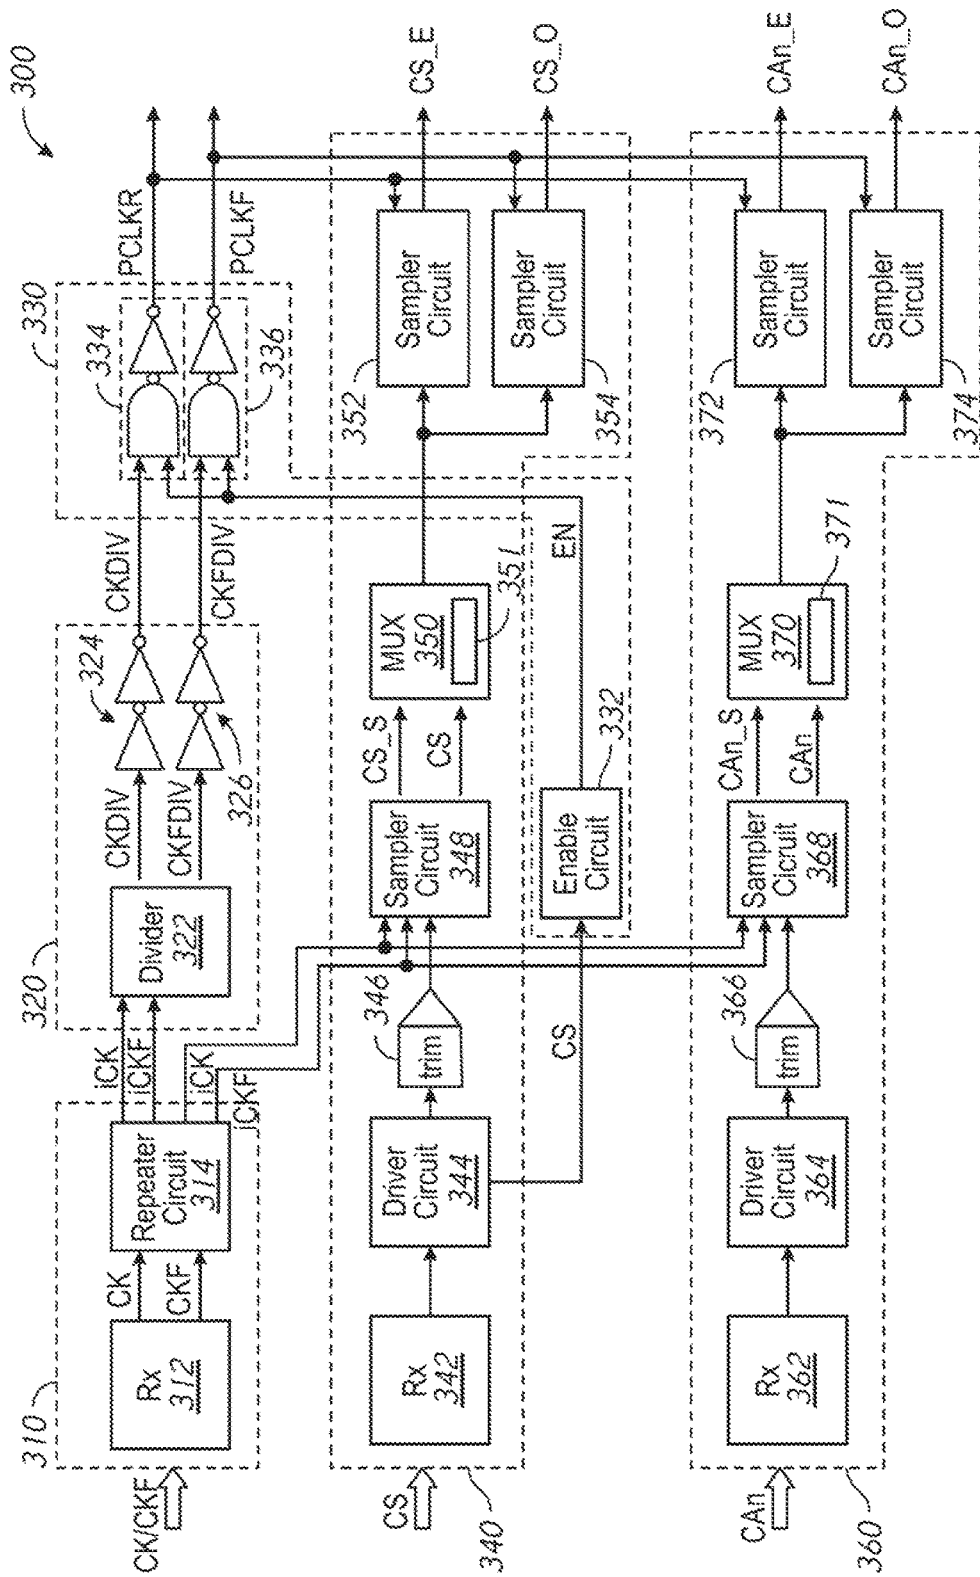 300
310
CK/CKF
Rx
312
CK
CKF
Repeater
Circuit
314
iCK
iCKF
iCK
iCKF
320
Divider
322
CKDIV
CKFDIV
324
326
CKDIV
CKFDIV
330
334
336
PCLKR
PCLKF
CS
340
Rx
342
Driver
Circuit
344
346
trim
CS
Sampler
Circuit
348
CS_S
CS
MUX
350
351
Enable
Circuit
332
EN
352
Sampler
Circuit
354
Sampler
Circuit
CS_E
CS_O
CAn
360
Rx
362
Driver
Circuit
364
366
trim
Sampler
Cicruit
368
CAn_S
CAn
MUX
370
371
372
Sampler
Circuit
374
Sampler
Circuit
CAn_E
CAn_O